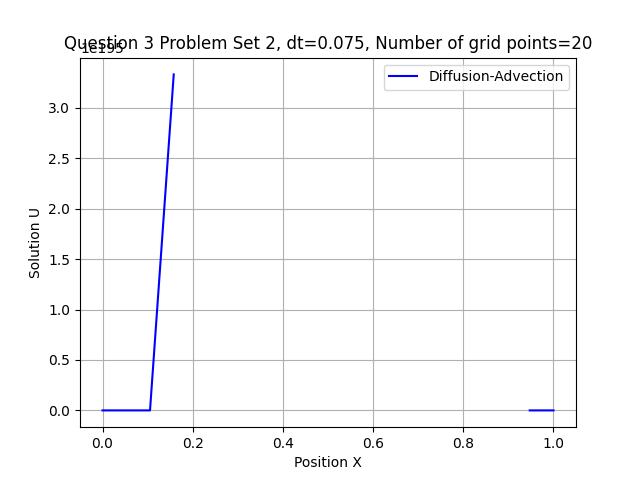 Question 3 Problem Set 2, dt=0.075, Number of grid points=20
1e195
Diffusion-Advection
3.0
2.5
2.0
1.5
1.0
0.5
0.0
Solution U
0.0 0.2 0.4 0.6 0.8 1.0
Position X